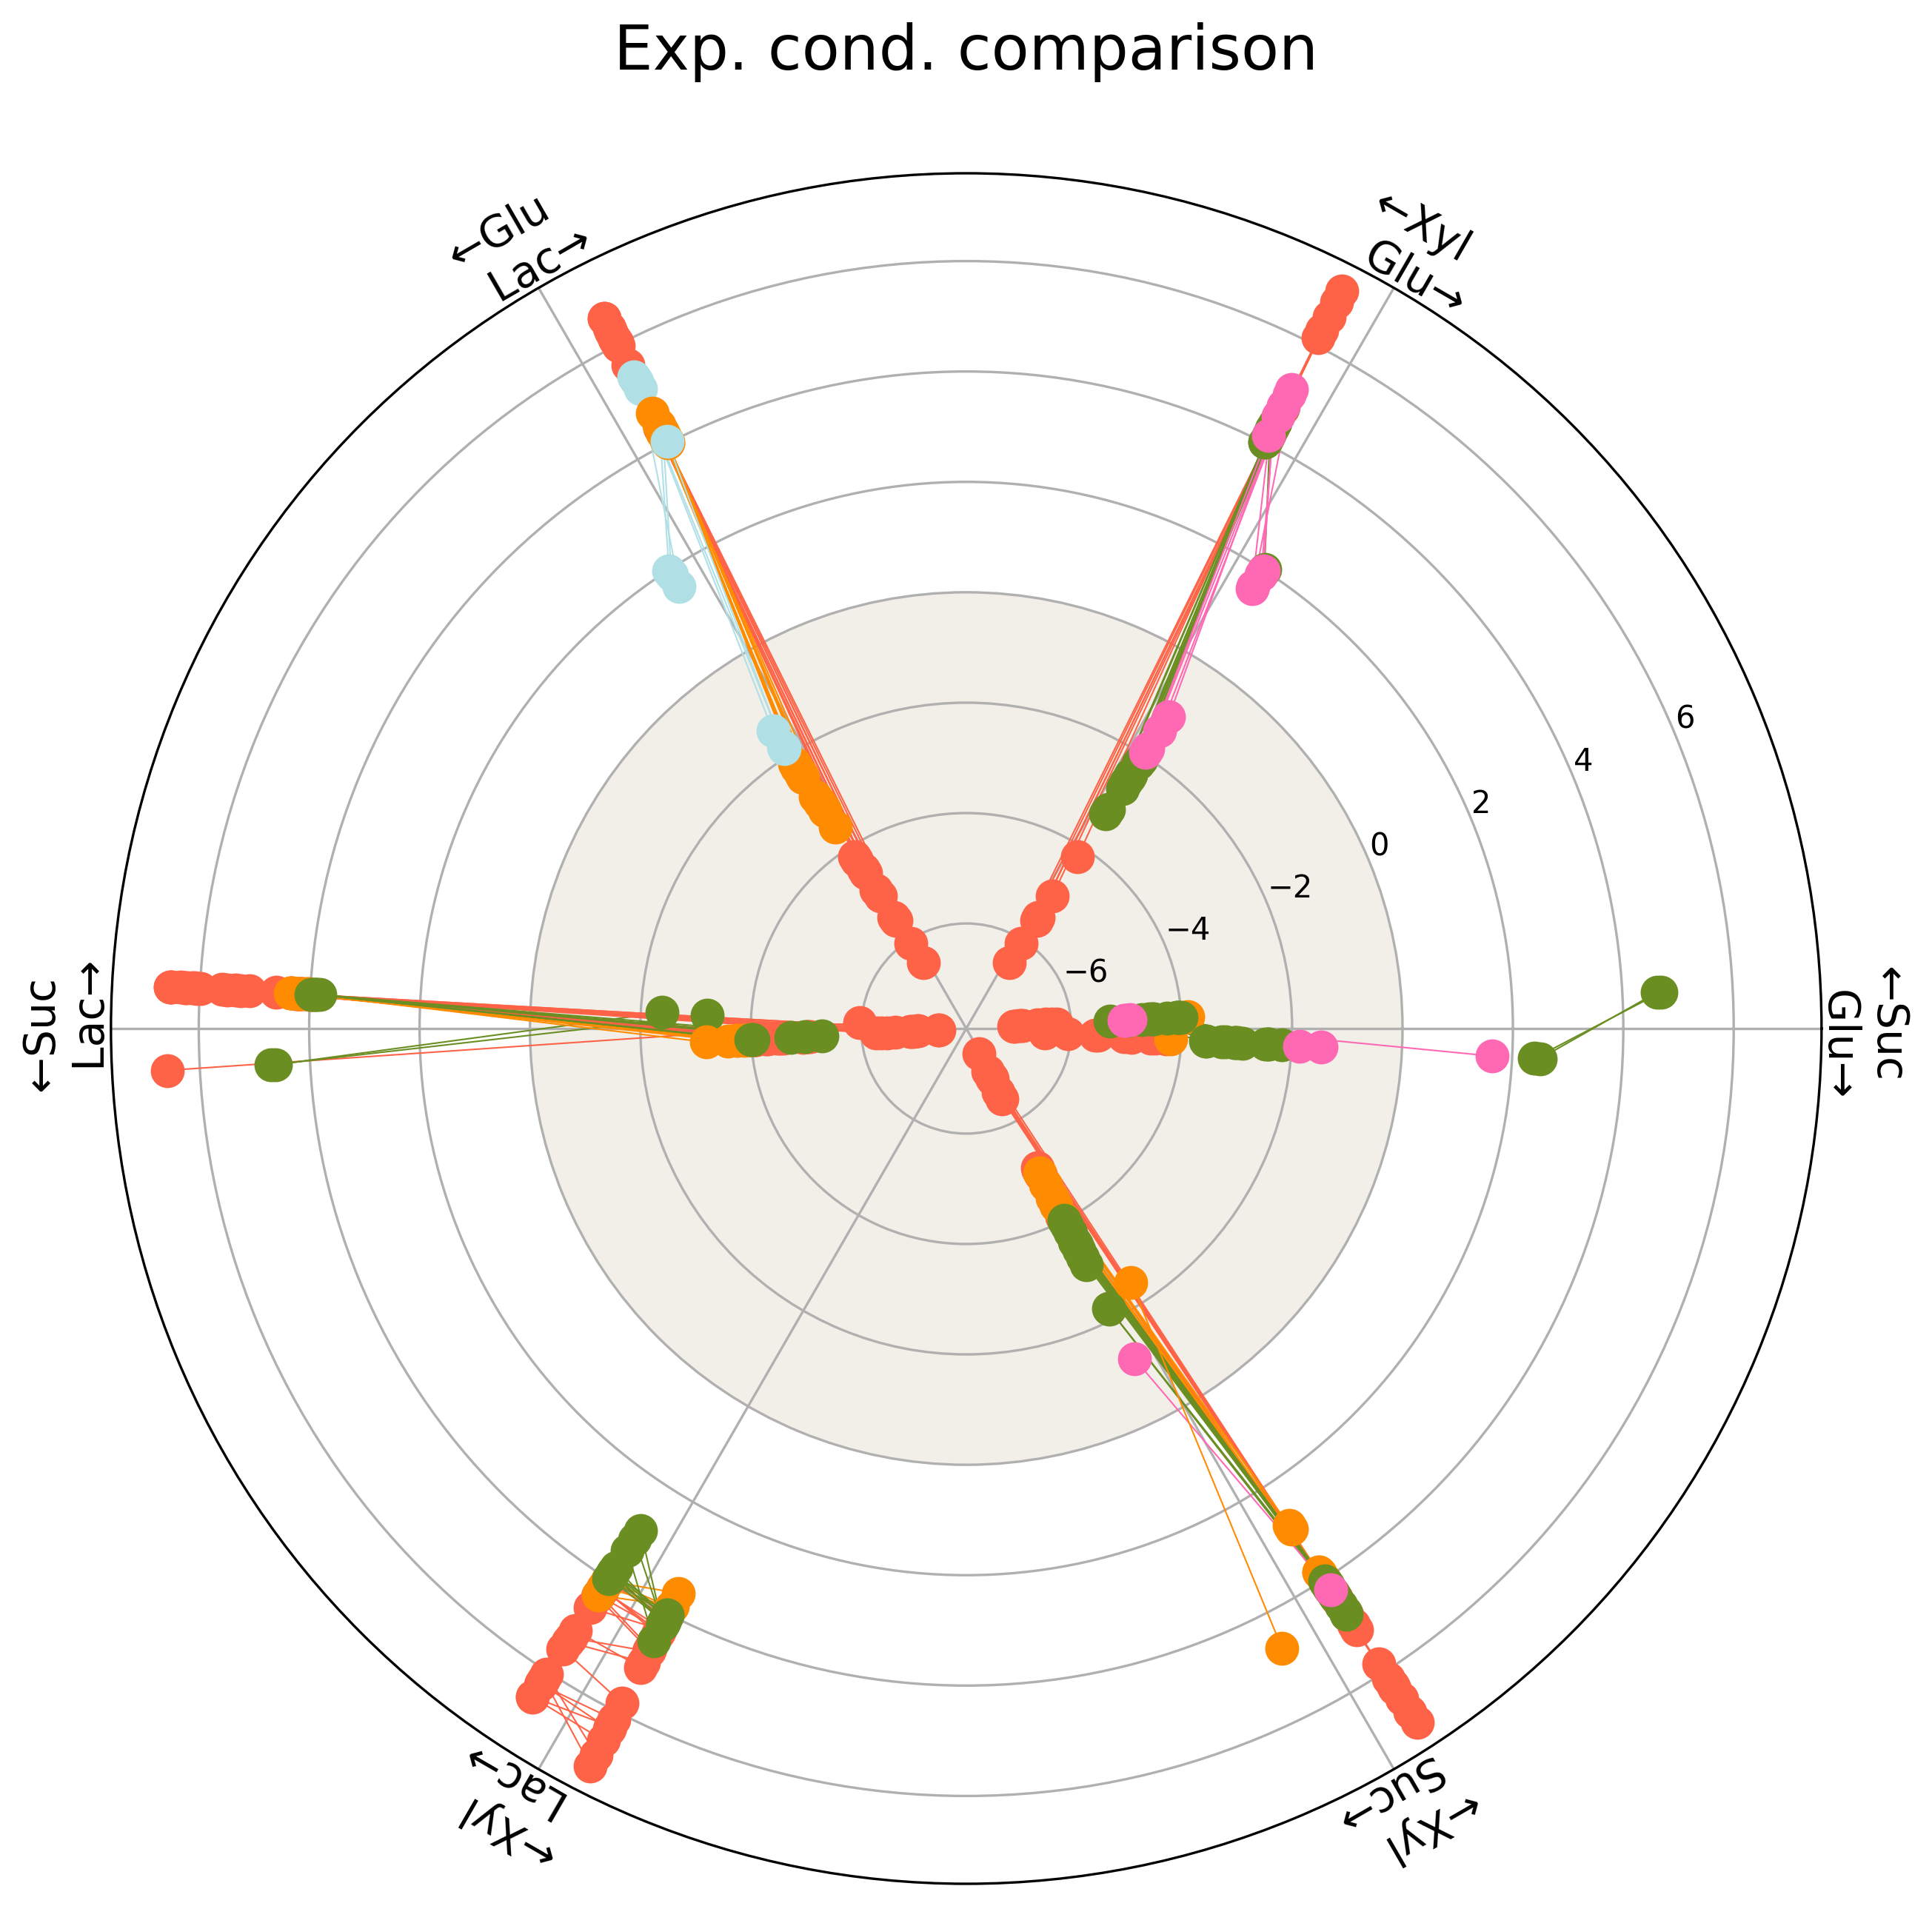 Exp. cond. comparison
←Glu
Lac→
←xyl
Glu→
6
4
2
0
−2
−4
−6
←Suc
Lac→
Glu→
←Suc
Lac→
←xyl
suc→
←xyl